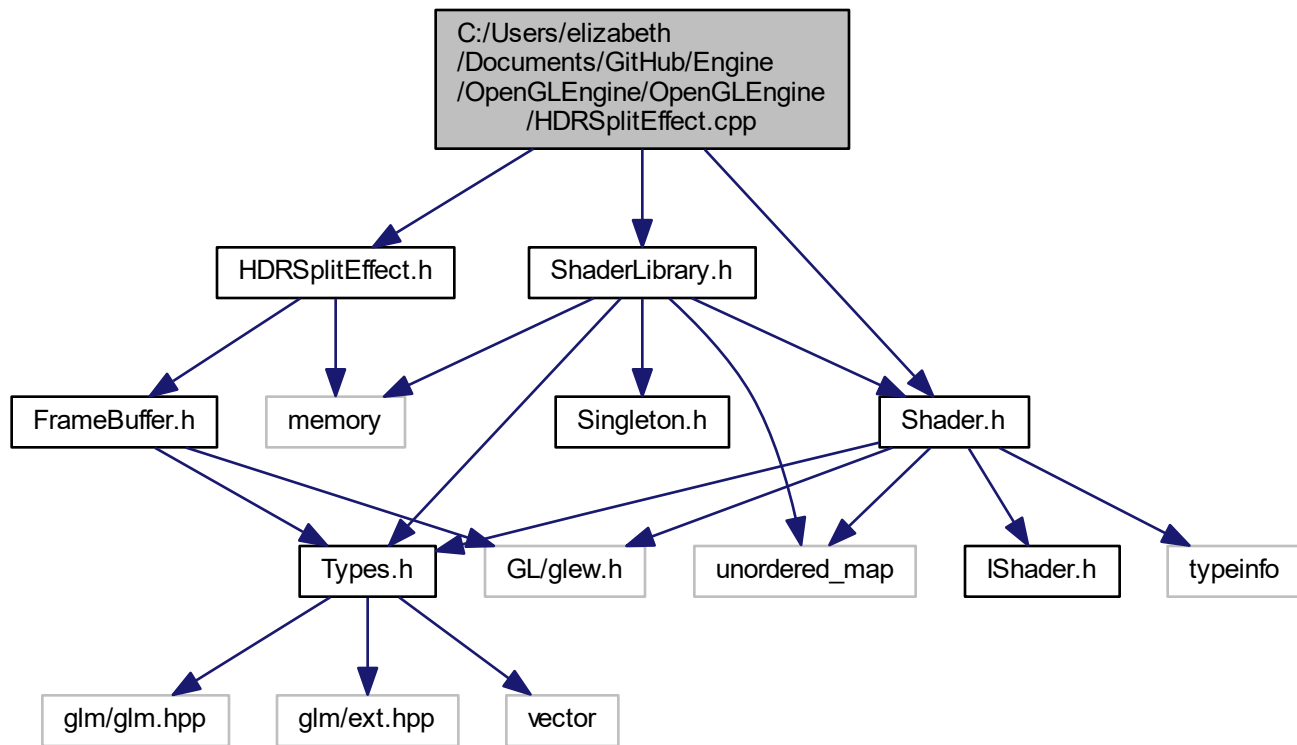 C:/Users/elizabeth
/Documents/GitHub/Engine
/OpenGLEngine/OpenGLEngine
/HDRSplitEffect.cpp
HDRSplitEffect.h
ShaderLibrary.h
FrameBuffer.h
memory
Singleton.h
Shader.h
Types.h
GL/glew.h
unordered_map
IShader.h
typeinfo
glm/glm.hpp
glm/ext.hpp
vector